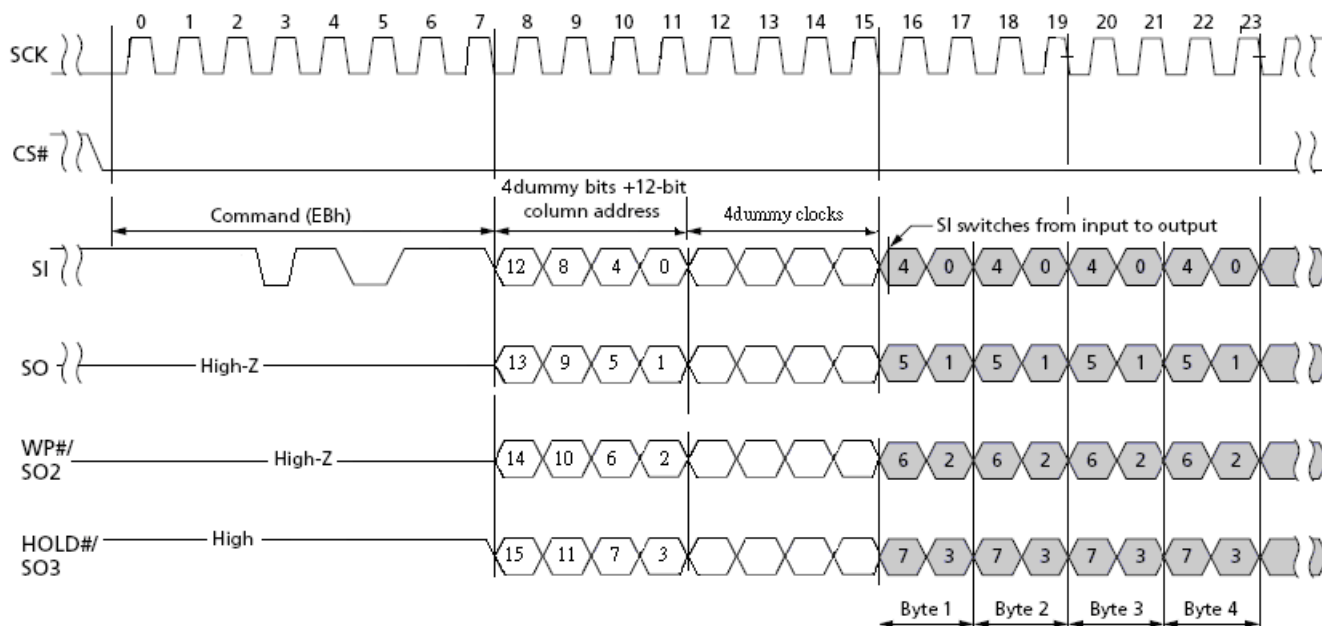 0 1 2 3 4 5 6 7 8 9 10 11 12 13 14 15 16 17 18 19 20 21 22 23
SCK
CS#
4dummy bits +12-bit
column address
Command (EBh)
4dummy clocks
SI switches from input to output
SI 12 8 4 0 4 0 4 0 4 0 4 0
SO High-Z 13 9 5 1 5 1 5 1 5 1 5 1
WP#/
SO2
High-Z 14 10 6 2 6 2 6 2 6 2 6 2
HOLD#/
SO3
High 15 11 7 3 7 3 7 3 7 3 7 3
Byte 1 Byte 2 Byte 3 Byte 4